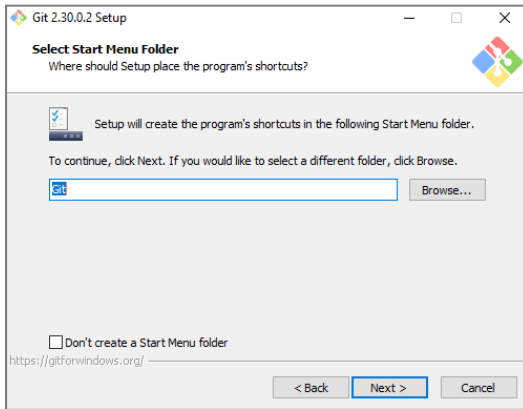 Git 2.30.0.2 Setup
Select Start Menu Folder
Where should Setup place the program's shortcuts?
Setup will create the program's shortcuts in the following Start Menu folder.
To continue, click Next. If you would like to select a different folder, click Browse.
Git
Browse...
Don't create a Start Menu folder
https://gitforwindows.org/
< Back
Next >
Cancel